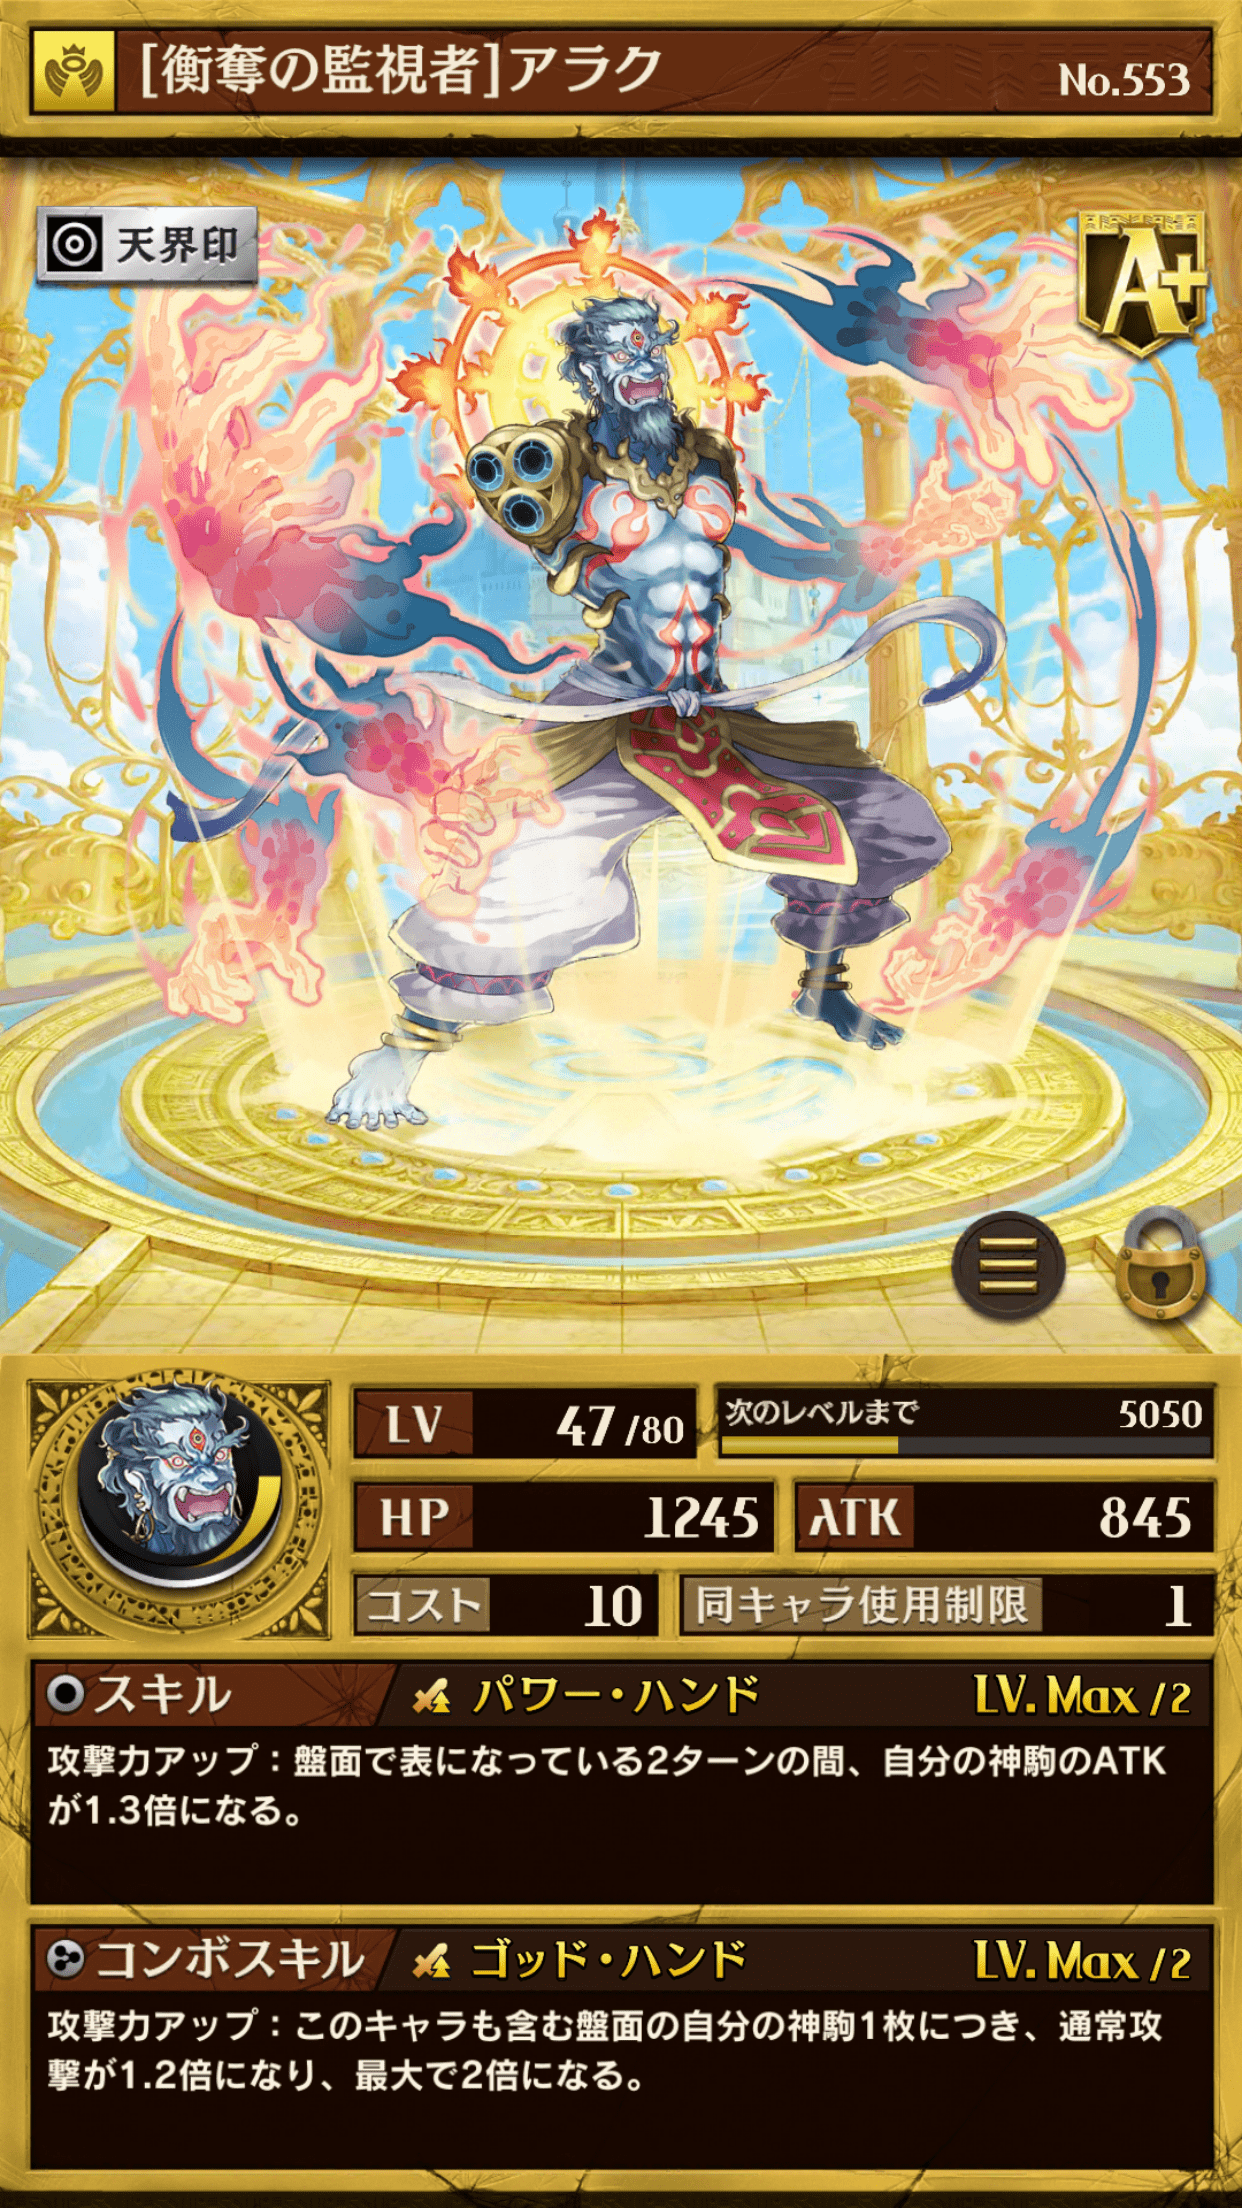 [衡奪の監視者]アラク
No.553
天界印
A+
LV 47/80
次のレベルまで 5050
HP 1245
ATK 845
コスト 10
同キャラ使用制限 1
スキル パワー・ハンド LV. Max /2
攻撃力アップ：盤面で表になっている2ターンの間、自分の神駒のATK
が1.3倍になる。
コンボスキル ゴッド・ハンド LV. Max /2
攻撃力アップ：このキャラも含む盤面の自分の神駒1枚につき、通常攻
撃が1.2倍になり、最大で2倍になる。